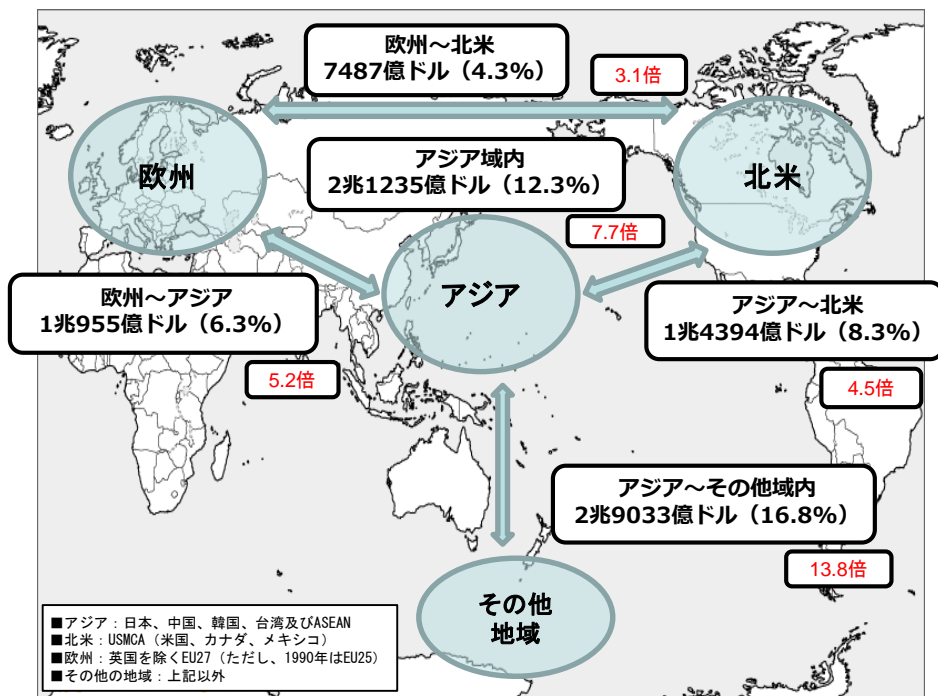 欧州～北米
7487億ドル（4.3%）
3.1倍
欧州
アジア域内
2兆1235億ドル（12.3%）
北米
7.7倍
アジア
欧州～アジア
1兆955億ドル（6.3%）
5.2倍
アジア～北米
1兆4394億ドル（8.3%）
4.5倍
アジア～その他域内
2兆9033億ドル（16.8%）
13.8倍
その他
地域
■アジア：日本、中国、韓国、台湾及びASEAN
■北米：USMCA（米国、カナダ、メキシコ）
■欧州：英国を除くEU27（ただし、1990年はEU25）
■その他の地域：上記以外